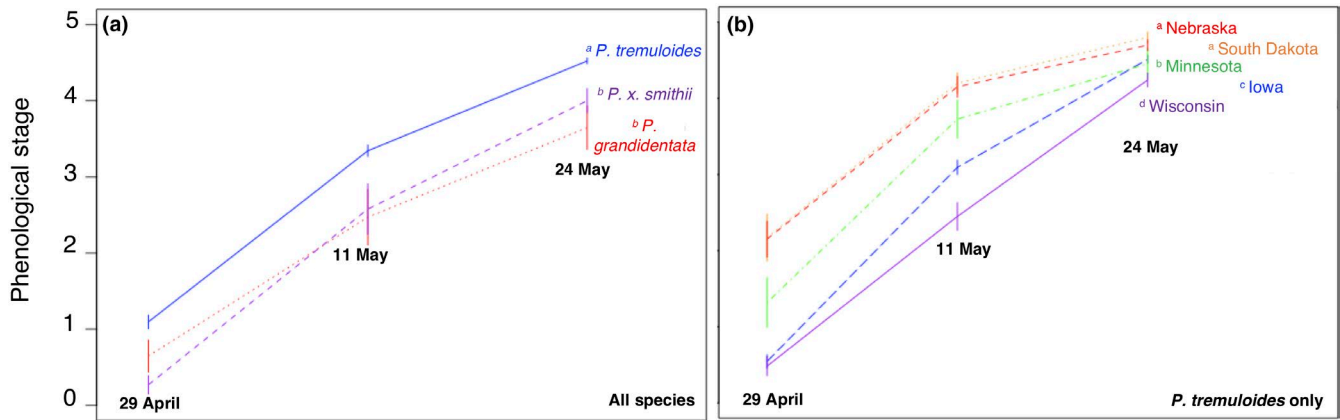 Phenological stage
5
4
3
2
1
0
(a)
a P. tremuloides
b P. x. smithii
b P.
grandidentata
24 May
11 May
29 April
All species
(b)
a Nebraska
a South Dakota
b Minnesota
c Iowa
d Wisconsin
24 May
11 May
29 April
P. tremuloides only